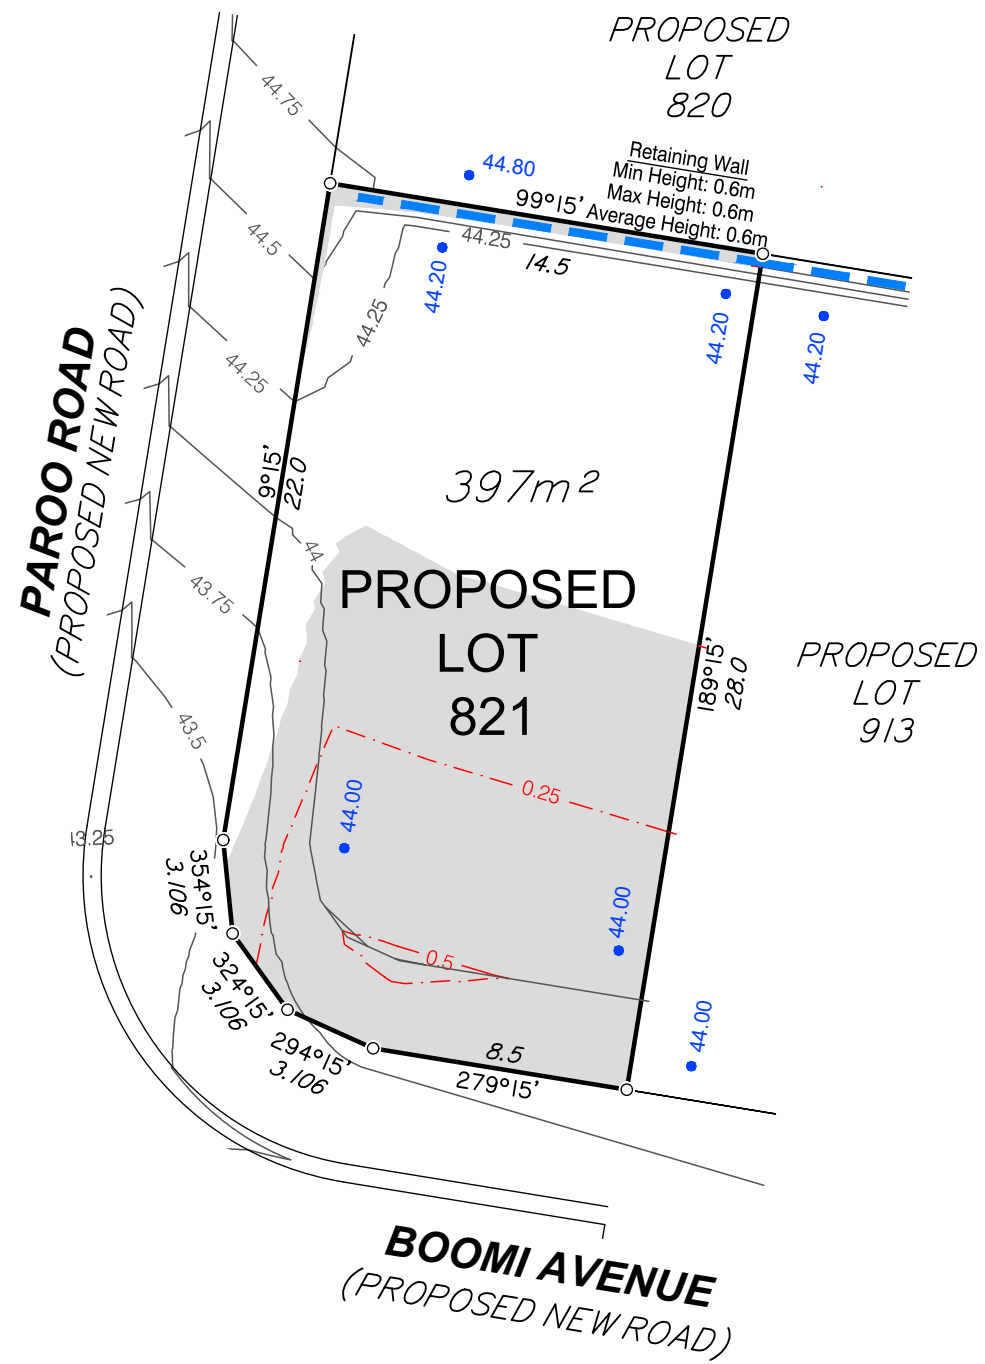 PROPOSED
LOT
820
Retaining Wall
Min Height: 0.6m
Max Height: 0.6m
Average Height: 0.6m
44.75
44.80
99°15'
14.5
44.25
44.5
44.20
44.25
44.20
44.20
44.25
PAROO ROAD
(PROPOSED NEW ROAD)
9°15'
22.0
397m²
44
43.75
PROPOSED
LOT
821
189°15'
28.0
PROPOSED
LOT
913
43.5
0.25
44.00
3.25
354°15'
3.106
44.00
0.5
324°15'
3.106
294°15'
3.106
8.5
279°15'
44.00
BOOMI AVENUE
(PROPOSED NEW ROAD)